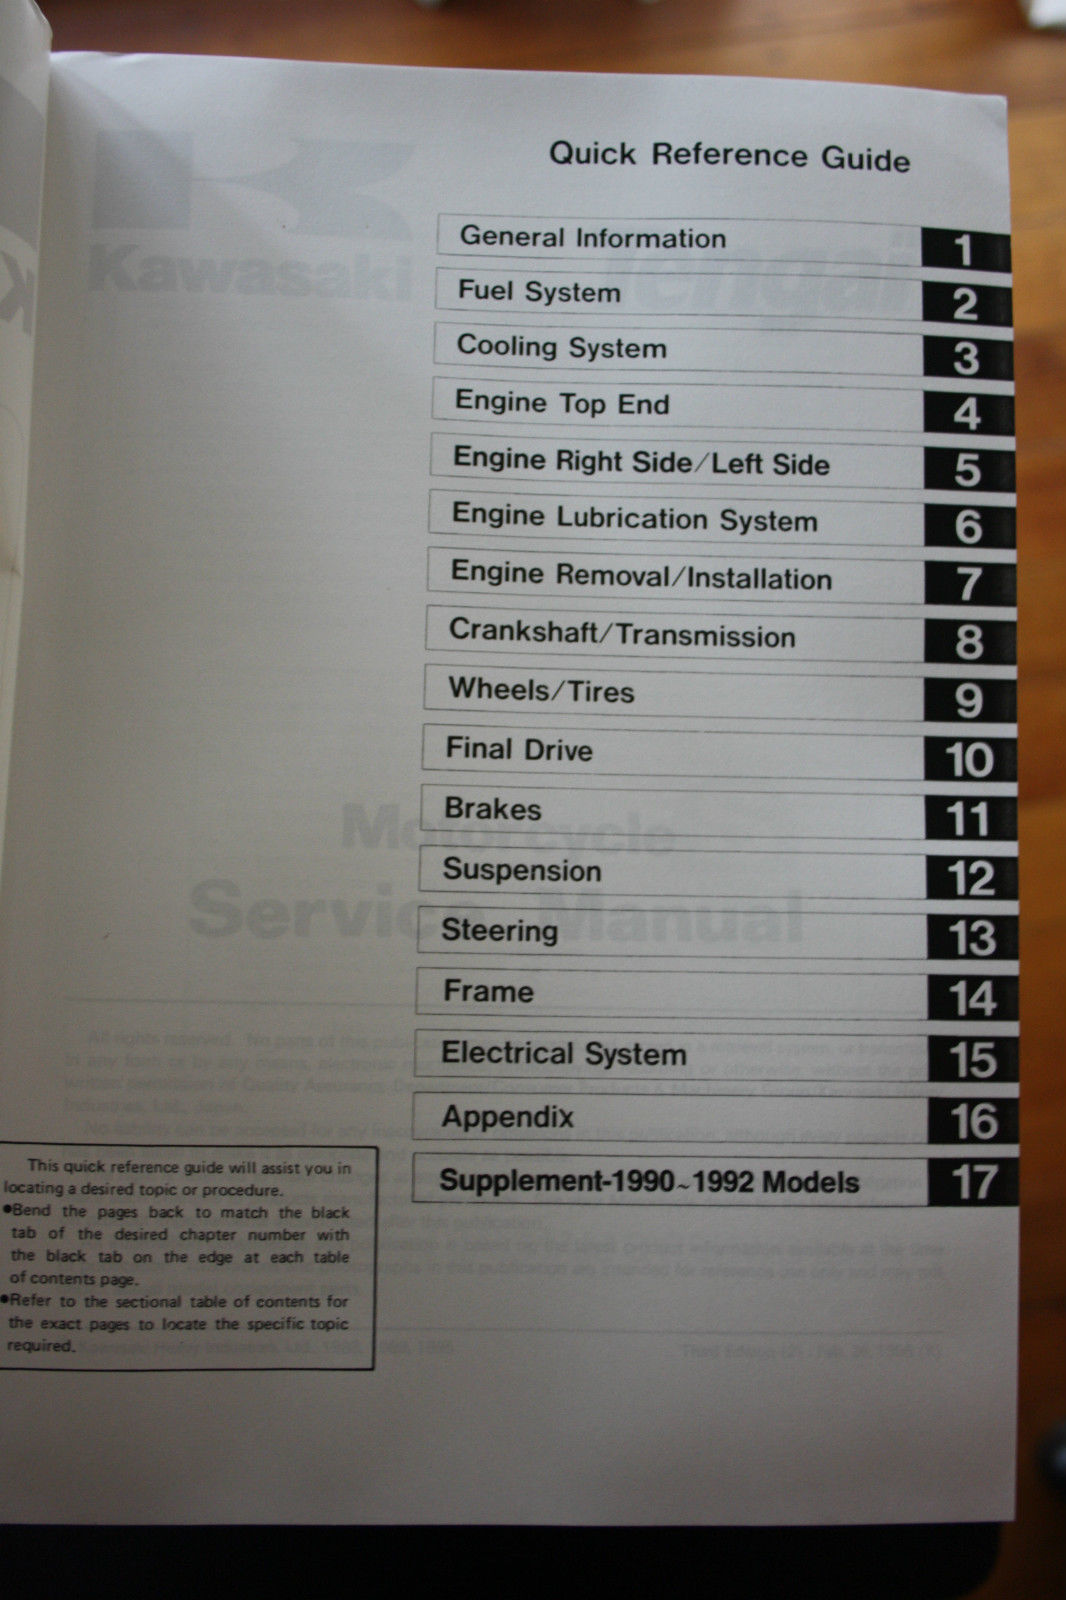 Quick Reference Guide
General Information 1
Fuel System 2
Cooling System 3
Engine Top End 4
Engine Right Side/Left Side 5
Engine Lubrication System 6
Engine Removal/Installation 7
Crankshaft/Transmission 8
Wheels/Tires 9
Final Drive 10
Brakes 11
Suspension 12
Steering 13
Frame 14
Electrical System 15
Appendix 16
Supplement-1990~1992 Models 17
This quick reference guide will assist you in
locating a desired topic or procedure.
●Bend the pages back to match the black
tab of the desired chapter number with
the black tab on the edge at each table
of contents page.
●Refer to the sectional table of contents for
the exact pages to locate the specific topic
required.
Kawasaki
Tengai
Motorcycle
Service Manual